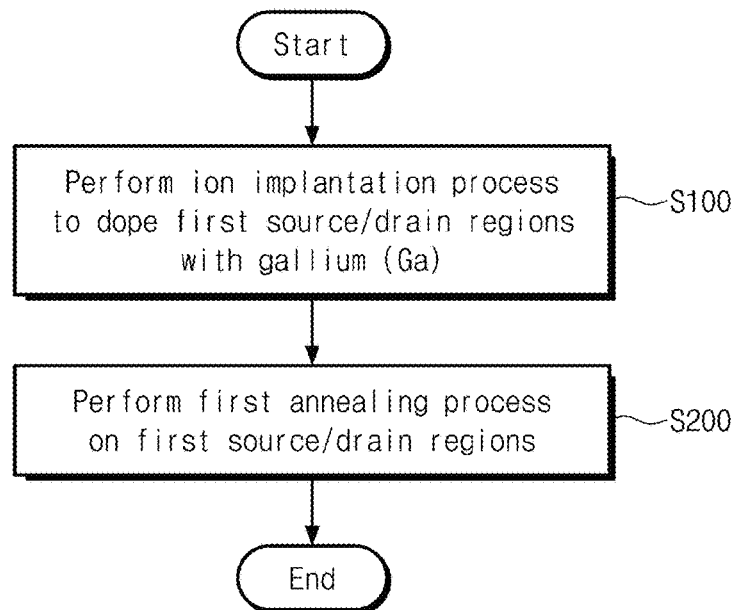 Start
Perform ion implantation process
to dope first source/drain regions
with gallium (Ga)
S100
Perform first annealing process
on first source/drain regions
S200
End